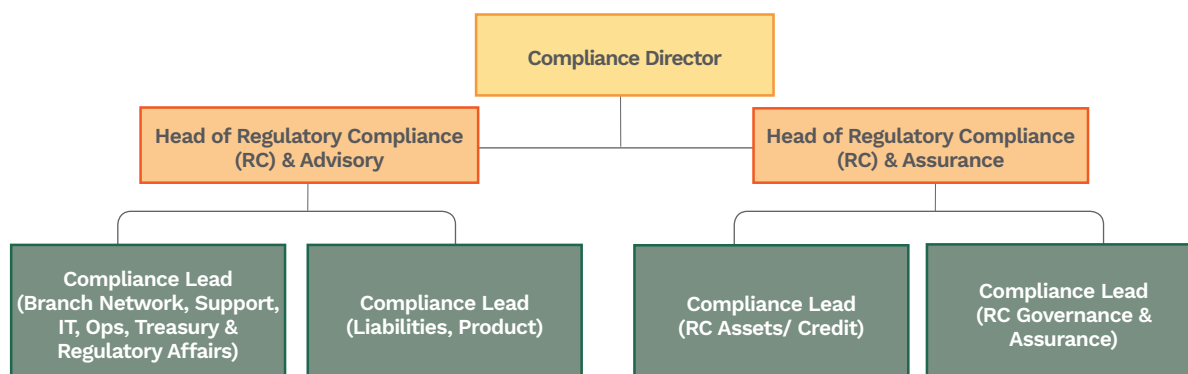 Compliance Director
Head of Regulatory Compliance
(RC) & Advisory
Head of Regulatory Compliance
(RC) & Assurance
Compliance Lead
(Branch Network, Support,
IT, Ops, Treasury &
Regulatory Affairs)
Compliance Lead
(Liabilities, Product)
Compliance Lead
(RC Assets/ Credit)
Compliance Lead
(RC Governance &
Assurance)